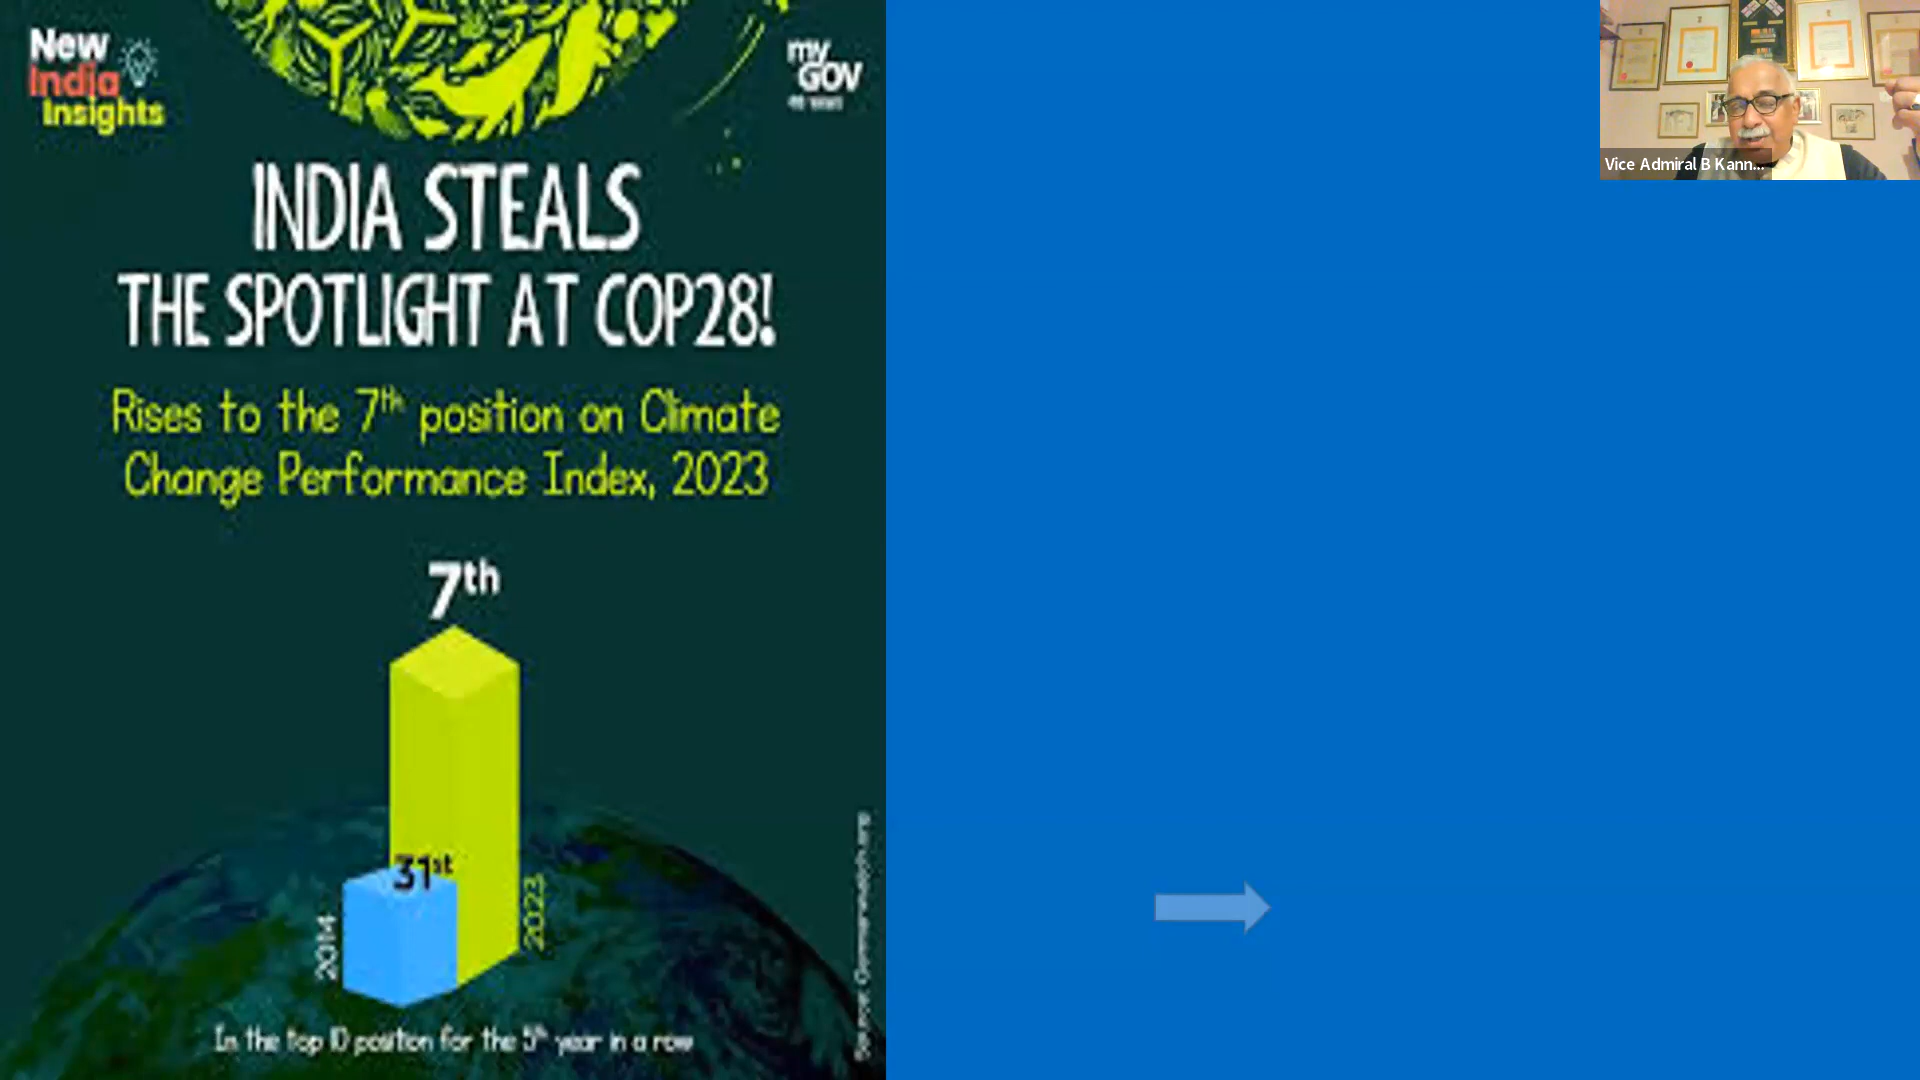 New
India
Insights
my
GOV
INDIA STEALS
THE SPOTLIGHT AT COP28!
Rises to the 7th position on Climate
Change Performance Index, 2023
7th
31st
2014
2023
In the top 10 position for the 5th year in a row
Vice Admiral B Kann...